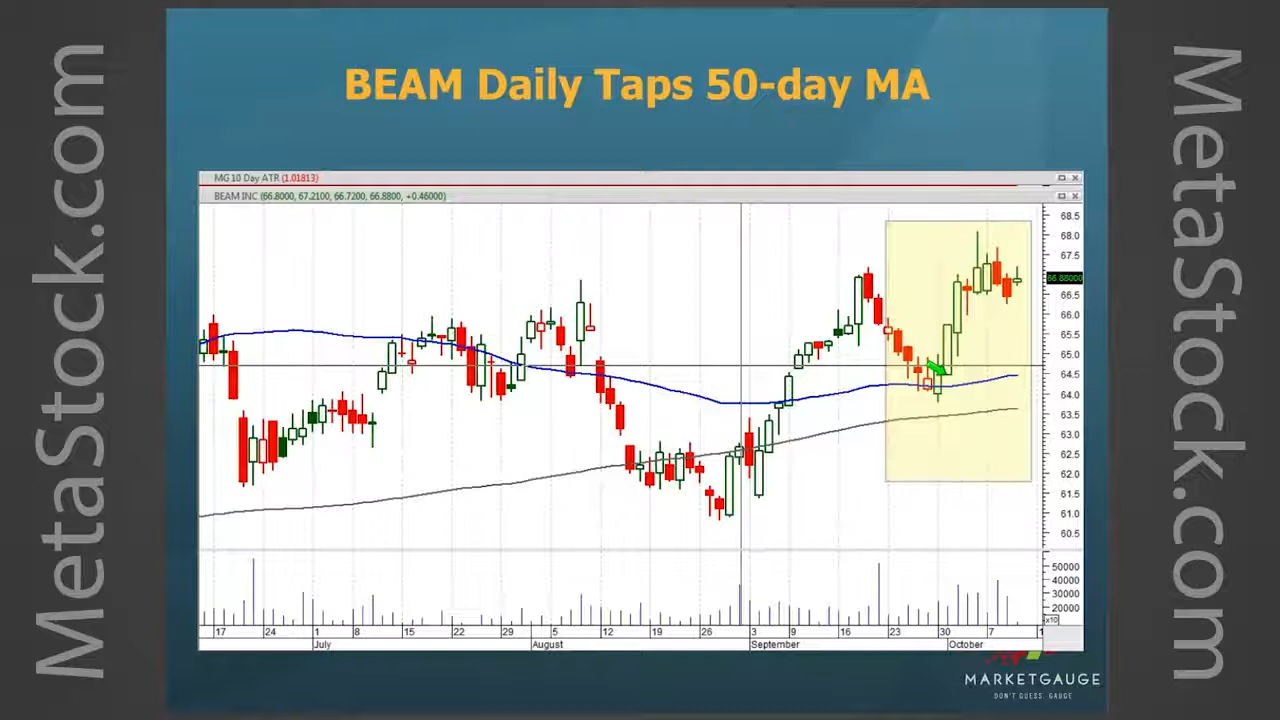 MetaStock.com
MetaStock.com
BEAM Daily Taps 50-day MA
MG 10 Day ATR (1.01813)
BEAM INC (66.8000, 67.2100, 66.7200, 66.8800, +0.46000)
68.5
68.0
67.5
66.88000
66.5
66.0
65.5
65.0
64.5
64.0
63.5
63.0
62.5
62.0
61.5
61.0
60.5
50000
40000
30000
20000
x10
17 24 1 8 15 22 29 5 12 19 26 3 9 16 23 30 7 1
July August September October
MARKETGAUGE
DON'T GUESS. GAUGE